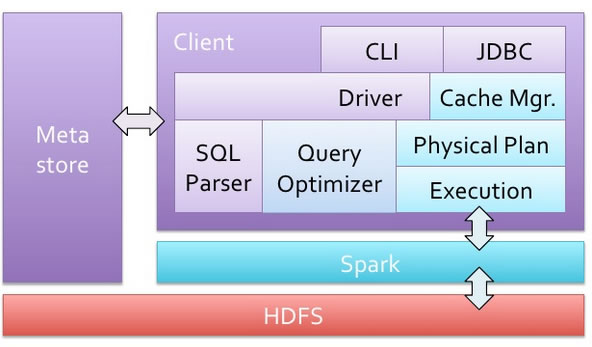 Client
CLI
JDBC
Driver
Cache Mgr.
Meta
store
SQL
Parser
Query
Optimizer
Physical Plan
Execution
Spark
HDFS